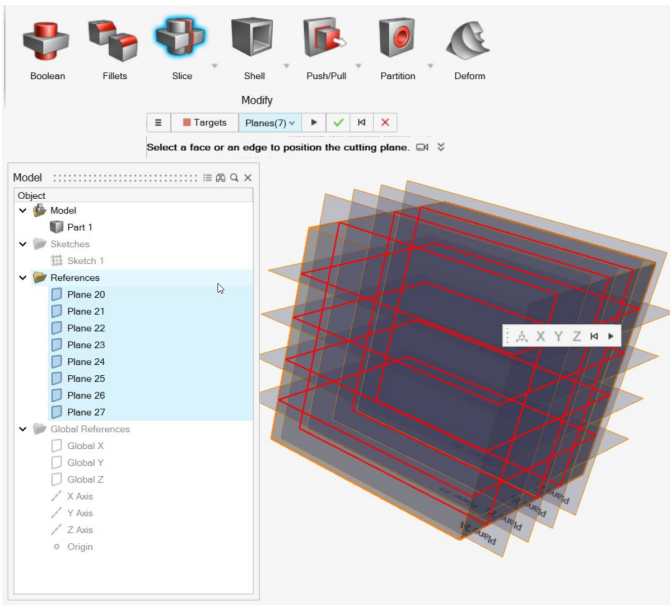 Boolean Fillets Slice Shell Push/Pull Partition Deform
Modify
Targets Planes(7)
Select a face or an edge to position the cutting plane.
Model
Object
Model
Part 1
Sketches
Sketch 1
References
Plane 20
Plane 21
Plane 22
Plane 23
Plane 24
Plane 25
Plane 26
Plane 27
Global References
Global X
Global Y
Global Z
X Axis
Y Axis
Z Axis
Origin
X Y Z
Plane 24